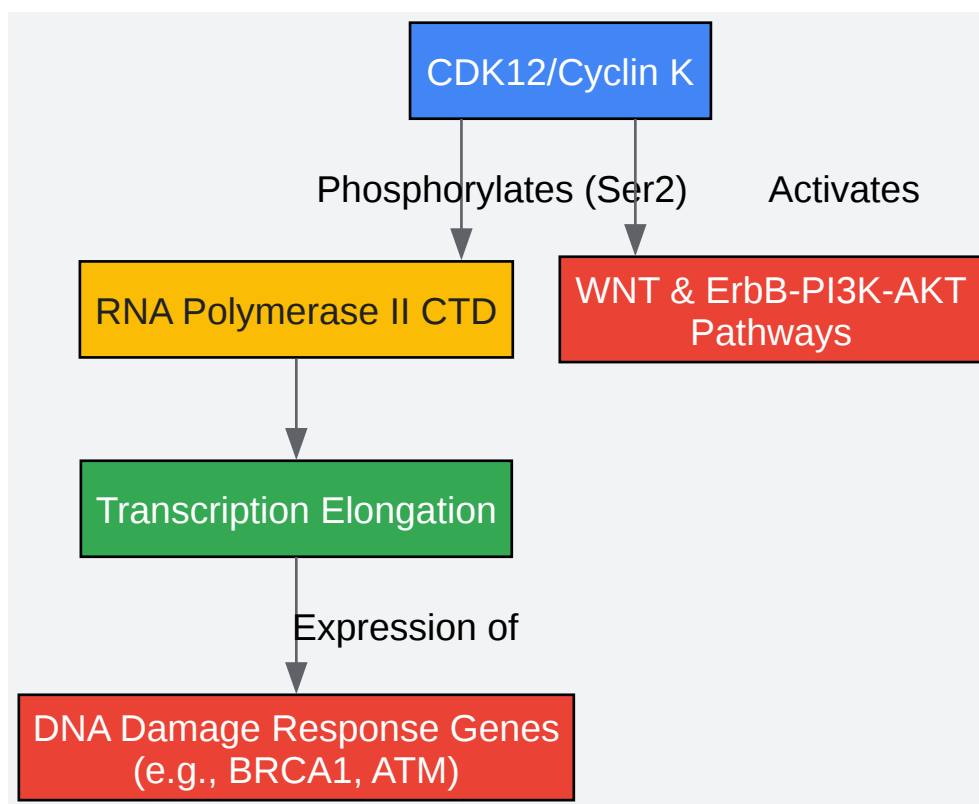 CDK12/Cyclin K
Phosphorylates (Ser2)
Activates
RNA Polymerase II CTD
WNT & ErbB-PI3K-AKT
Pathways
Transcription Elongation
Expression of
DNA Damage Response Genes
(e.g., BRCA1, ATM)